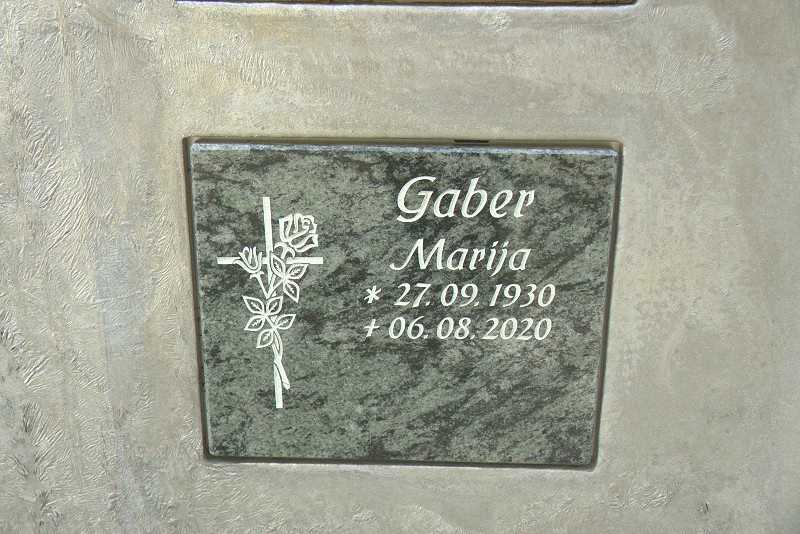 Gaber
Marija
* 27. 09. 1930
+ 06. 08. 2020